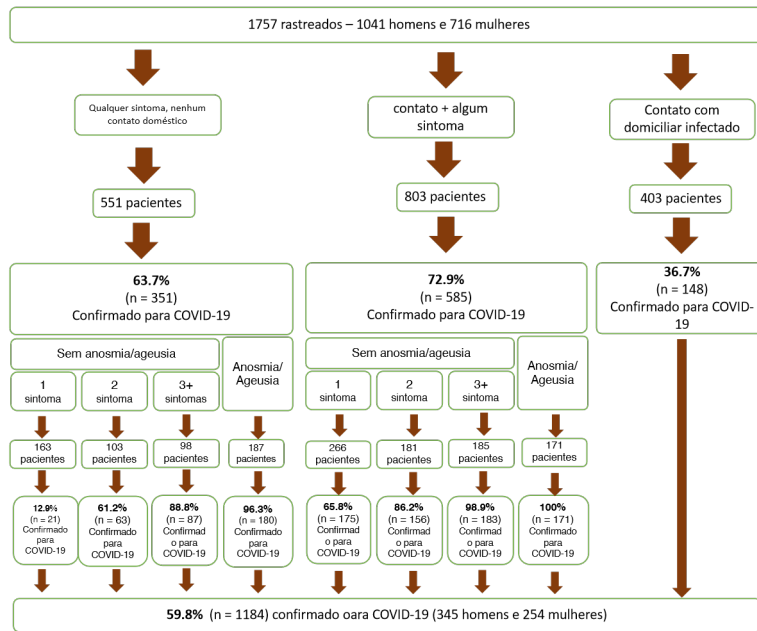 1757 rastreados – 1041 homens e 716 mulheres
Qualquer sintoma, nenhum
contato doméstico
contato + algum
sintoma
Contato com
domiciliar infectado
551 pacientes
803 pacientes
403 pacientes
63.7%
(n = 351)
Confirmado para COVID-19
72.9%
(n = 585)
Confirmado para COVID-19
36.7%
(n = 148)
Confirmado para COVID-
19
Sem anosmia/ageusia
Anosmia/
Ageusia
1
sintoma
2
sintoma
3+
sintomas
Sem anosmia/ageusia
Anosmia/
Ageusia
1
sintoma
2
sintoma
3+
sintoma
163
pacientes
103
pacientes
98
pacientes
187
pacientes
266
pacientes
181
pacientes
185
pacientes
171
pacientes
12.9%
(n = 21)
Confirmado
para
COVID-19
61.2%
(n = 63)
Confirmado
para
COVID-19
88.8%
(n = 87)
Confirmad
o para
COVID-19
96.3%
(n = 180)
Confirmado
para
COVID-19
65.8%
(n = 175)
Confirmad
o para
COVID-19
86.2%
(n = 156)
Confirmad
o para
COVID-19
98.9%
(n = 183)
Confirmad
o para
COVID-19
100%
(n = 171)
Confirmado
para
COVID-19
59.8% (n = 1184) confirmado oara COVID-19 (345 homens e 254 mulheres)